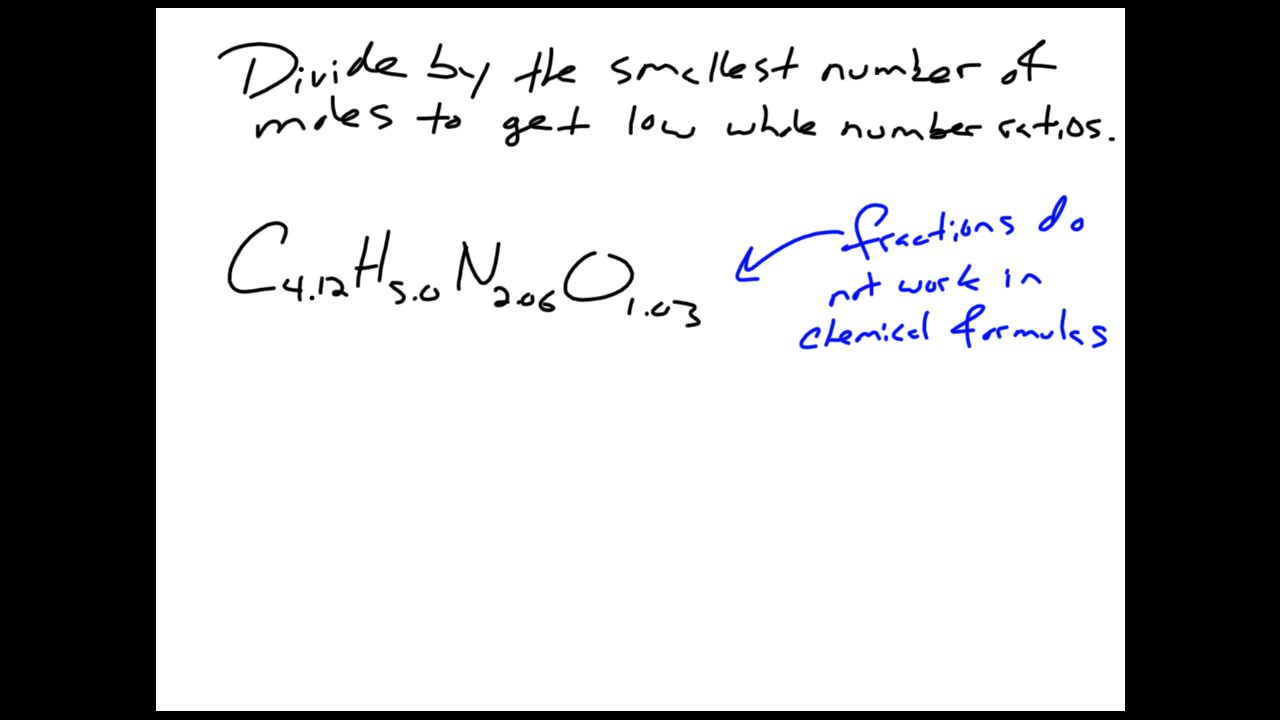 Divide by the smallest number of
moles to get low whole number ratios.
C4.12H5.0N2.06O1.03
fractions do
not work in
chemical formulas